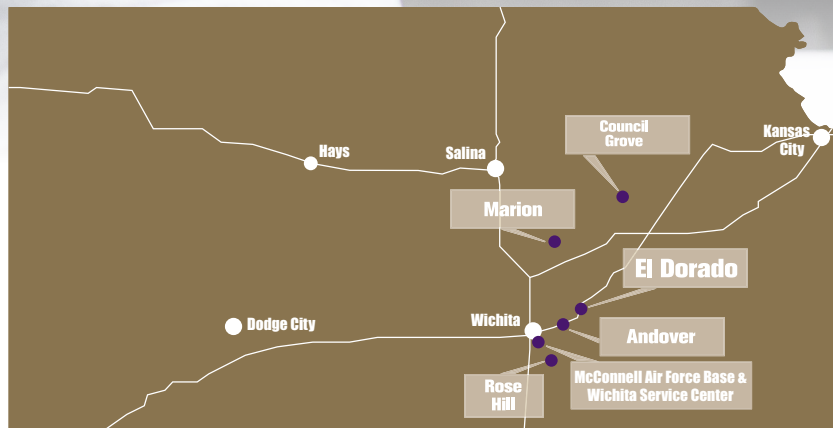 Council
Grove
Kansas
City
Hays
Salina
Marion
El Dorado
Dodge City
Wichita
Andover
McConnell Air Force Base &
Wichita Service Center
Rose
Hill